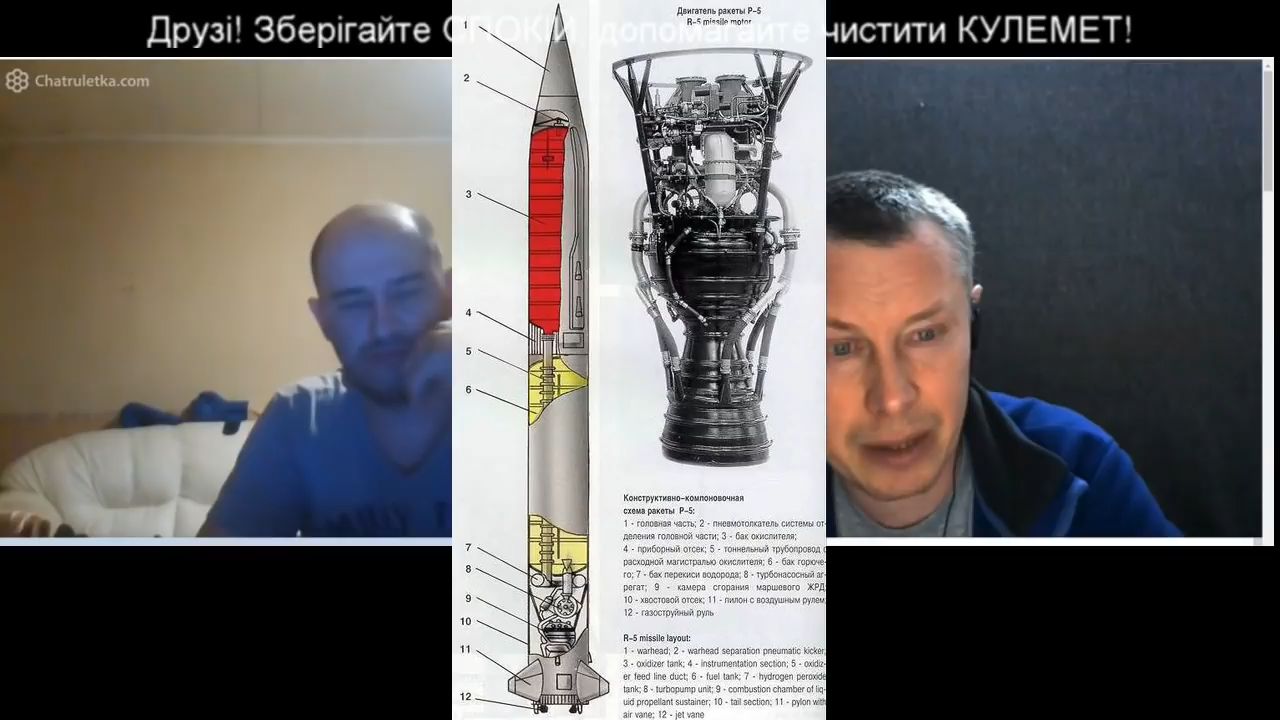 Друзі! Зберігайте СПОКІЙ, допомагайте чистити КУЛЕМЕТ!
Двигатель ракеты Р-5
R-5 missile motor
Chatruletka.com
1
2
3
4
5
6
7
8
9
10
11
12
Конструктивно-компоновочная
схема ракеты Р-5:
1 - головная часть; 2 - пневмотолкатель системы от-
деления головной части; 3 - бак окислителя;
4 - приборный отсек; 5 - тоннельный трубопровод с
расходной магистралью окислителя; 6 - бак горюче-
го; 7 - бак перекиси водорода; 8 - турбонасосный аг-
регат; 9 - камера сгорания маршевого ЖРД
10 - хвостовой отсек; 11 - пилон с воздушным рулем,
12 - газоструйный руль
R-5 missile layout:
1 - warhead; 2 - warhead separation pneumatic kicker,
3 - oxidizer tank; 4 - instrumentation section; 5 - oxidiz-
er feed line duct; 6 - fuel tank; 7 - hydrogen peroxide
tank; 8 - turbopump unit; 9 - combustion chamber of liq-
uid propellant sustainer; 10 - tail section; 11 - pylon with
air vane; 12 - jet vane